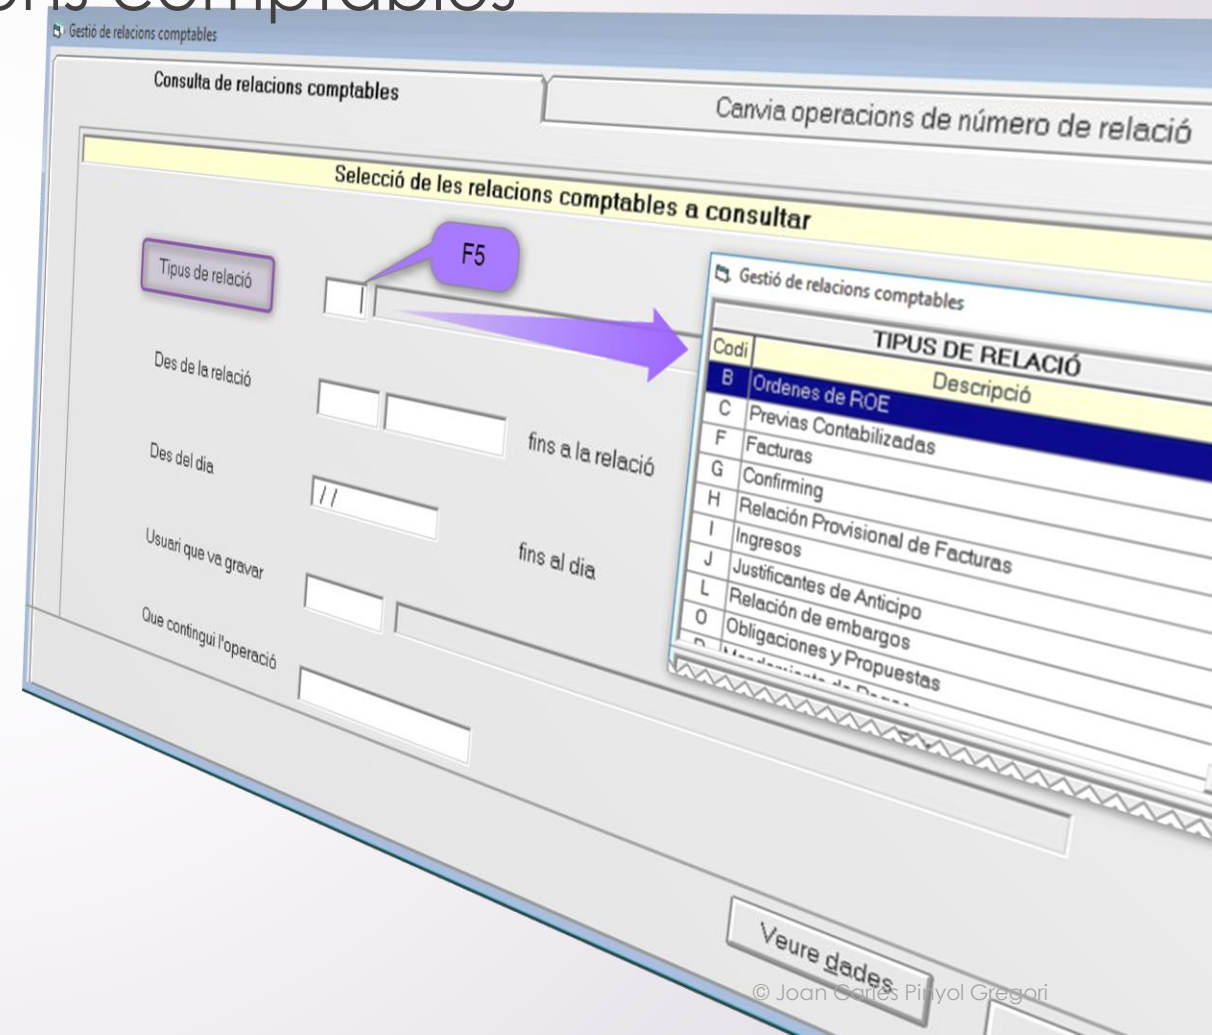 Comptables
Gestió de relacions comptables
Consulta de relacions comptables
Canvia operacions de número de relació
Selecció de les relacions comptables a consultar
Tipus de relació
F5
Des de la relació
fins a la relació
Des del dia
/ /
fins al dia
Usuari que va gravar
Que contingui l'operació
Gestió de relacions comptables
TIPUS DE RELACIÓ
Codi Descripció
B Ordenes de ROE
C Previas Contabilizadas
F Facturas
G Confirming
H Relación Provisional de Facturas
I Ingresos
J Justificantes de Anticipo
L Relación de embargos
O Obligaciones y Propuestas
Veure dades
© Joan Carles Pinyol Gregori